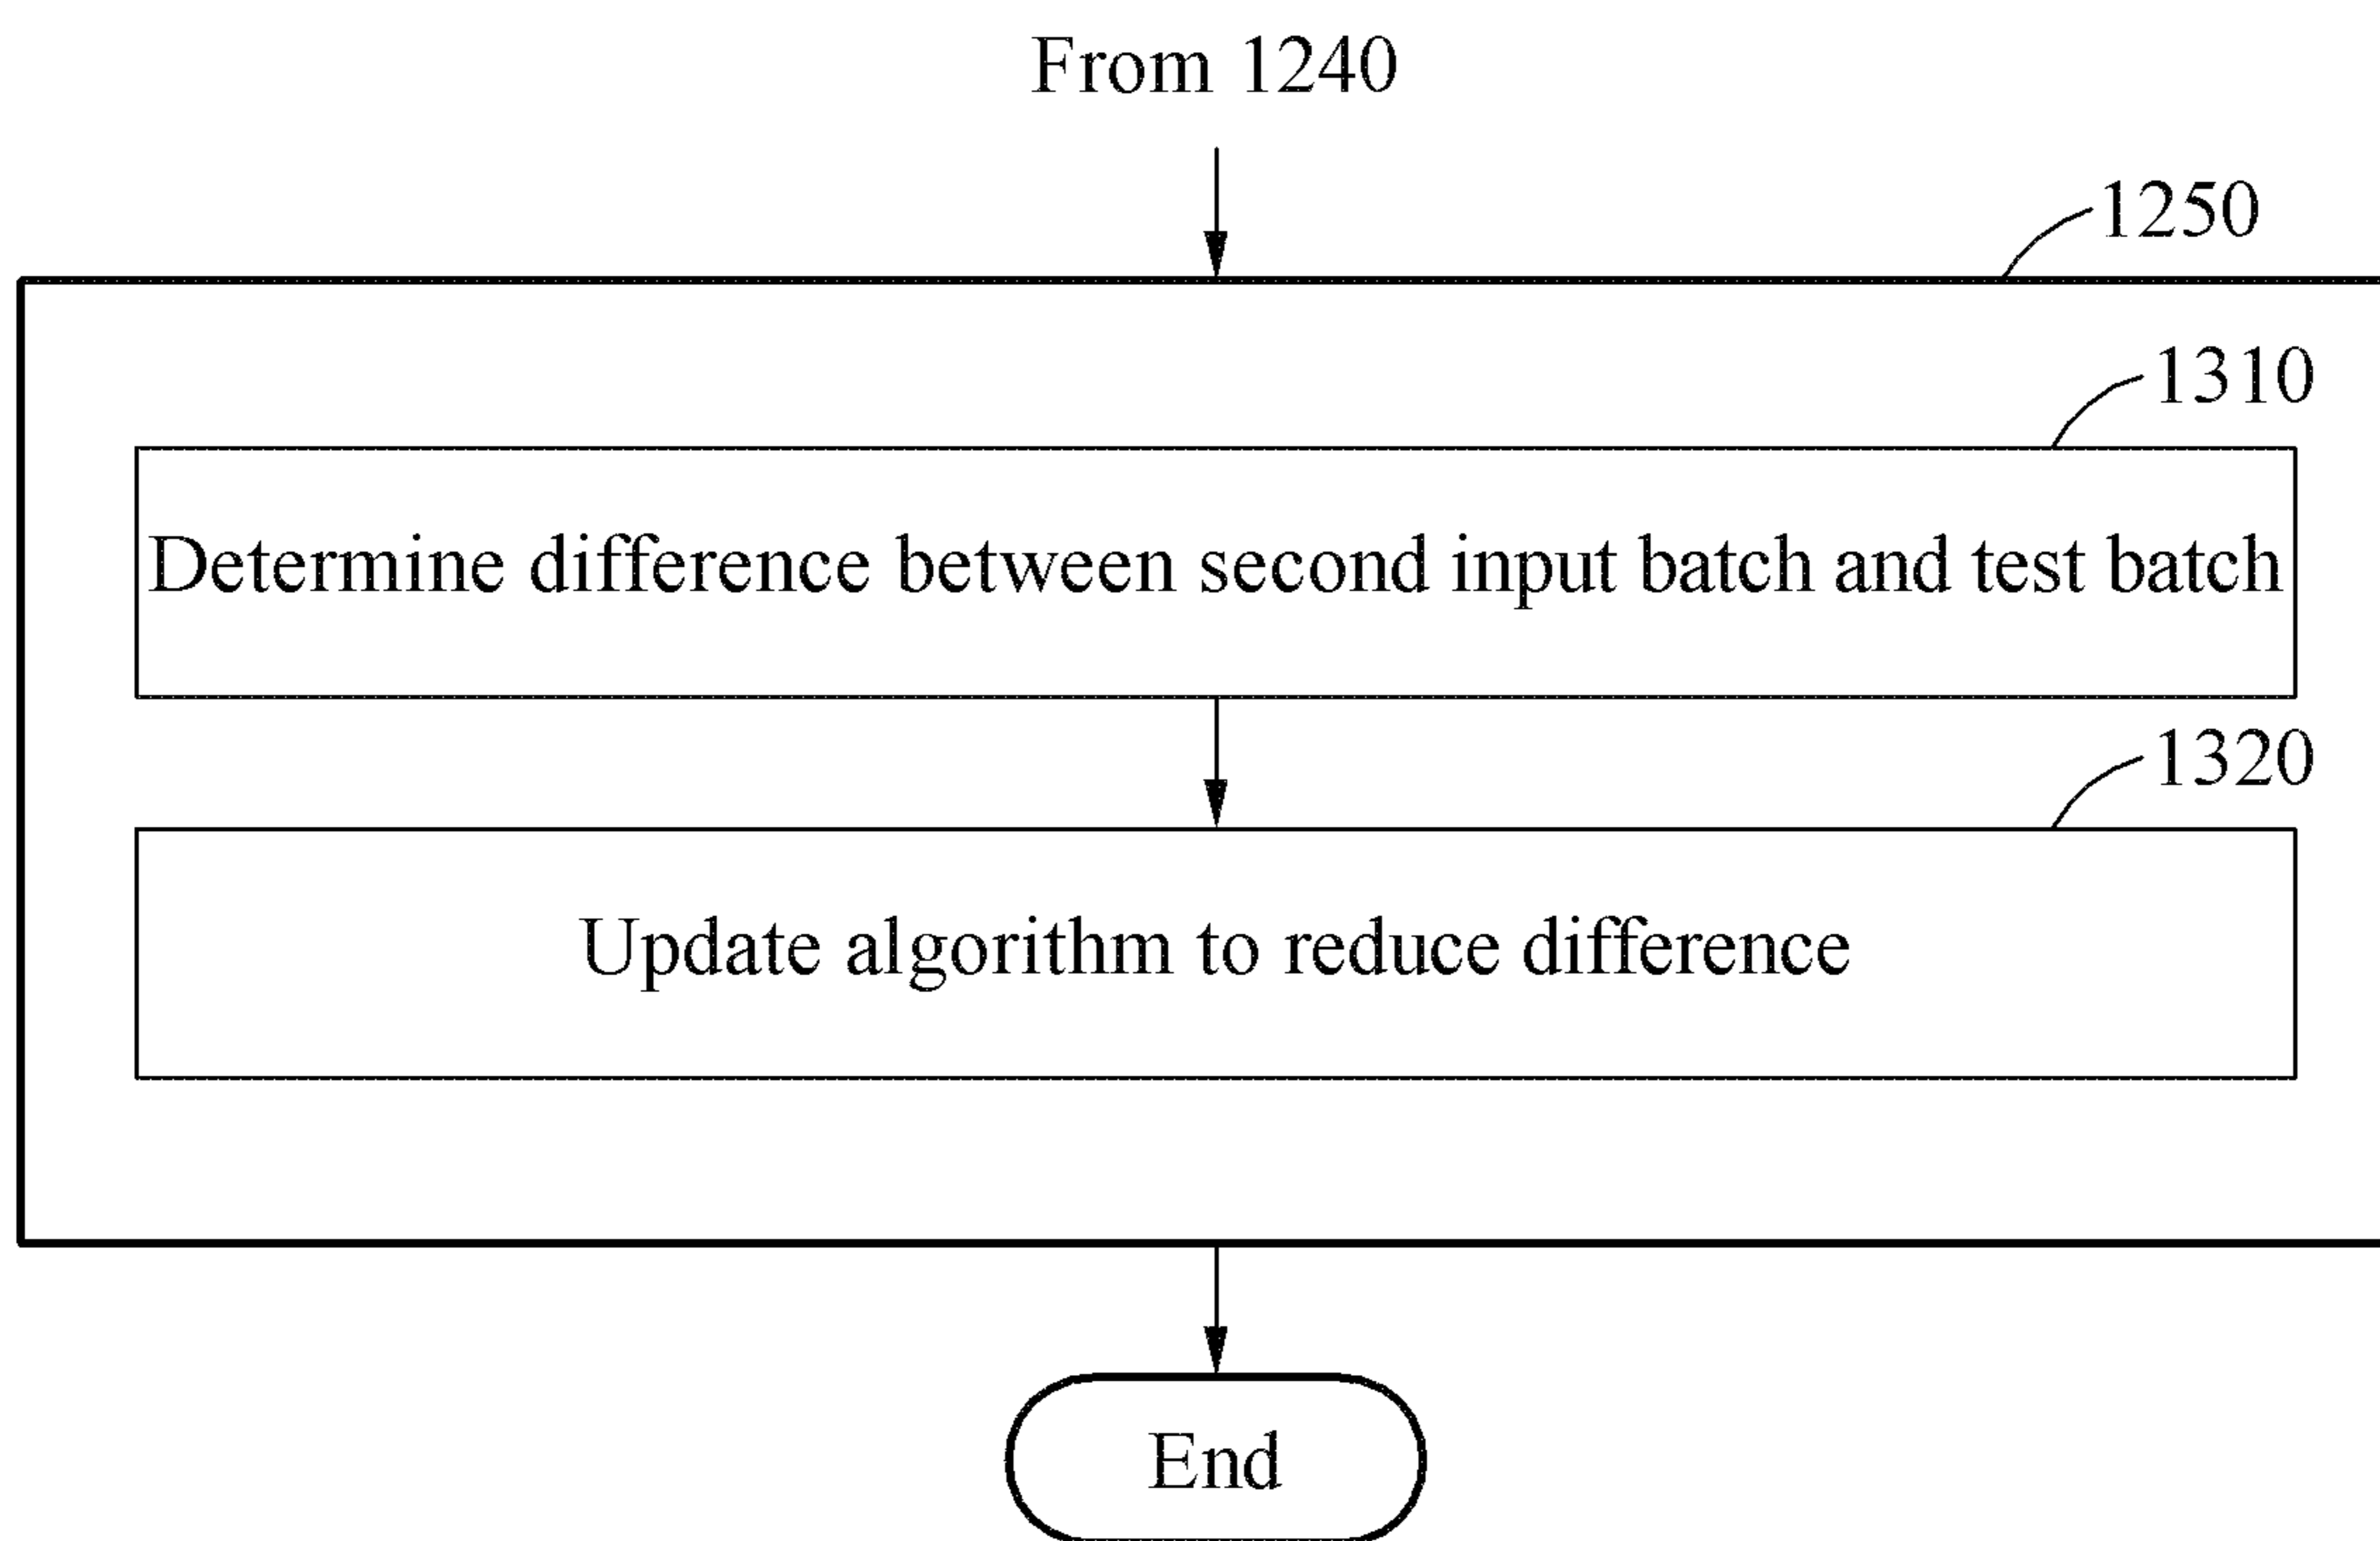 From 1240
1250
1310
Determine difference between second input batch and test batch
1320
Update algorithm to reduce difference
End